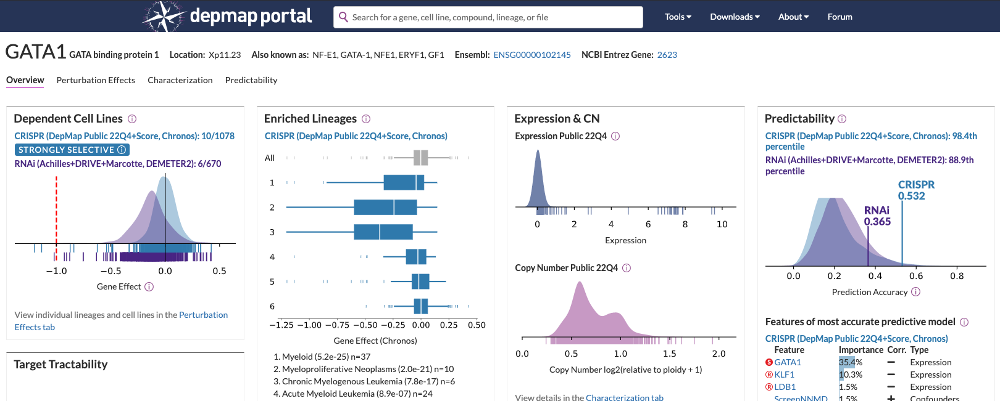 depmap portal
Search for a gene, cell line, compound, lineage, or file
Tools
Downloads
About
Forum
GATA1 GATA binding protein 1 Location: Xp11.23 Also known as: NF-E1, GATA-1, NFE1, ERYF1, GF1 Ensembl: ENSG00000102145 NCBI Entrez Gene: 2623
Overview Perturbation Effects Characterization Predictability
Dependent Cell Lines
CRISPR (DepMap Public 22Q4+Score, Chronos): 10/1078
STRONGLY SELECTIVE
RNAi (Achilles+DRIVE+Marcotte, DEMETER2): 6/670
−1.0 −0.5 0.0 0.5
Gene Effect
View individual lineages and cell lines in the Perturbation
Effects tab
Target Tractability
Enriched Lineages
CRISPR (DepMap Public 22Q4+Score, Chronos)
All
1
2
3
4
5
6
−1.25 −1.00 −0.75 −0.50 −0.25 0.00 0.25 0.50
Gene Effect (Chronos)
1. Myeloid (5.2e-25) n=37
2. Myeloproliferative Neoplasms (2.0e-21) n=10
3. Chronic Myelogenous Leukemia (7.8e-17) n=6
4. Acute Myeloid Leukemia (8.9e-07) n=24
Expression & CN
Expression Public 22Q4
0 2 4 6 8 10
Expression
Copy Number Public 22Q4
0.0 0.5 1.0 1.5 2.0
Copy Number log2(relative to ploidy + 1)
View details in the Characterization tab
Predictability
CRISPR (DepMap Public 22Q4+Score, Chronos): 98.4th
percentile
RNAi (Achilles+DRIVE+Marcotte, DEMETER2): 88.9th
percentile
CRISPR
0.532
RNAi
0.365
0.0 0.2 0.4 0.6 0.8
Prediction Accuracy
Features of most accurate predictive model
CRISPR (DepMap Public 22Q4+Score, Chronos)
Feature Importance Corr. Type
S GATA1 35.4% − Expression
R KLF1 10.3% − Expression
R LDB1 1.5% − Expression
ScreenNNMD 1.5% + Confounders